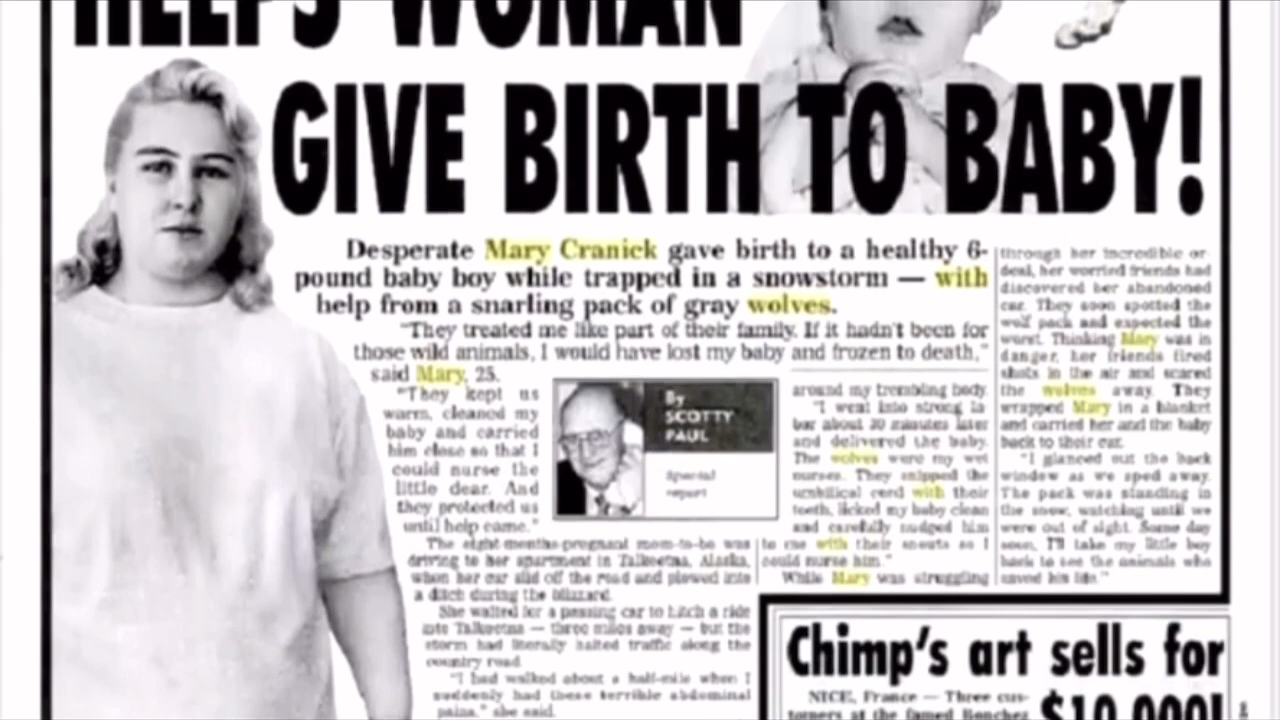 HELPS WOMAN
GIVE BIRTH TO BABY!
Desperate Mary Cranick gave birth to a healthy 6-
pound baby boy while trapped in a snowstorm — with
help from a snarling pack of gray wolves.
"They treated me like part of their family. If it hadn't been for
those wild animals, I would have lost my baby and frozen to death,"
said Mary, 25.
"They kept us
warm, cleaned my
baby and carried
him close so that I
could nurse the
little dear. And
they protected us
until help came."
The eight-months-pregnant mom-to-be was
driving to her apartment in Talkeetna, Alaska,
when her car slid off the road and plowed into
a ditch during the blizzard.
She waited for a passing car to hitch a ride
into Talkeetna — three miles away — but the
storm had literally halted traffic along the
country road.
"I had walked about a half-mile when I
suddenly had these terrible abdominal
pains," she said.
By
SCOTTY
PAUL
Special
report
around my trembling body.
"I went into strong la-
bor about 30 minutes later
and delivered the baby.
The wolves were my wet
nurses. They snipped the
umbilical cord with their
teeth, licked my baby clean
and carefully nudged him
to me with their snouts so I
could nurse him."
While Mary was struggling
through her incredible or-
deal, her worried friends had
discovered her abandoned
car. They soon spotted the
wolf pack and expected the
worst. Thinking Mary was in
danger, her friends fired
shots in the air and scared
the wolves away. They
wrapped Mary in a blanket
and carried her and the baby
back to their car.
"I glanced out the back
window as we sped away.
The pack was standing in
the snow, watching until we
were out of sight. Some day
soon, I'll take my little boy
back to see the animals who
saved his life."
Chimp's art sells for
$10,000!
NICE, France — Three cus-
tomers at the famed